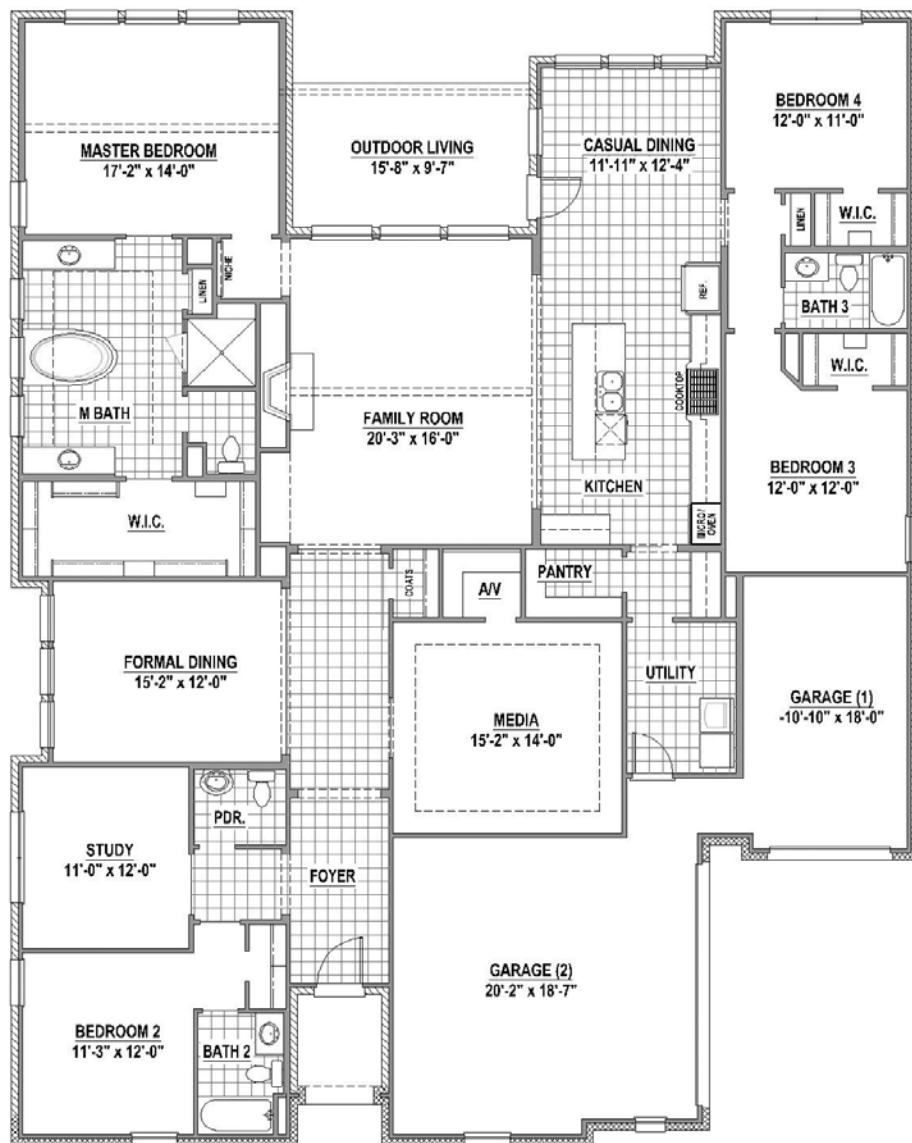 MASTER BEDROOM
17'-2" x 14'-0"
OUTDOOR LIVING
15'-8" x 9'-7"
CASUAL DINING
11'-11" x 12'-4"
BEDROOM 4
12'-0" x 11'-0"
LINEN
W.I.C.
NICHE
LINEN
REF.
BATH 3
W.I.C.
COOKTOP
M BATH
FAMILY ROOM
20'-3" x 16'-0"
BEDROOM 3
12'-0" x 12'-0"
KITCHEN
MICRO/
OVEN
W.I.C.
COATS
A/V
PANTRY
FORMAL DINING
15'-2" x 12'-0"
UTILITY
GARAGE (1)
-10'-10" x 18'-0"
MEDIA
15'-2" x 14'-0"
PDR.
STUDY
11'-0" x 12'-0"
FOYER
GARAGE (2)
20'-2" x 18'-7"
BEDROOM 2
11'-3" x 12'-0"
BATH 2